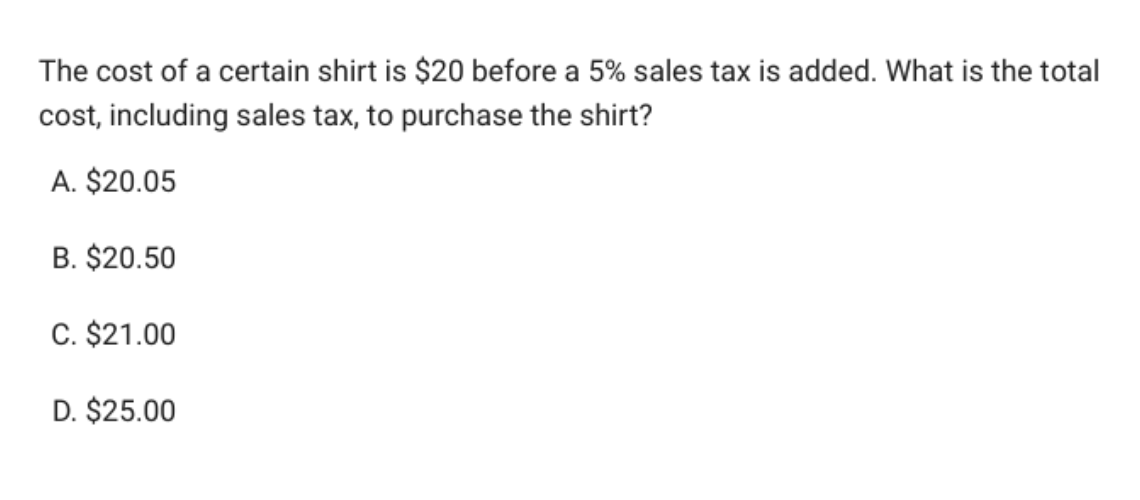 The cost of a certain shirt is $20 before a 5% sales tax is added. What is the total
cost, including sales tax, to purchase the shirt?
A. $20.05
B. $20.50
C. $21.00
D. $25.00